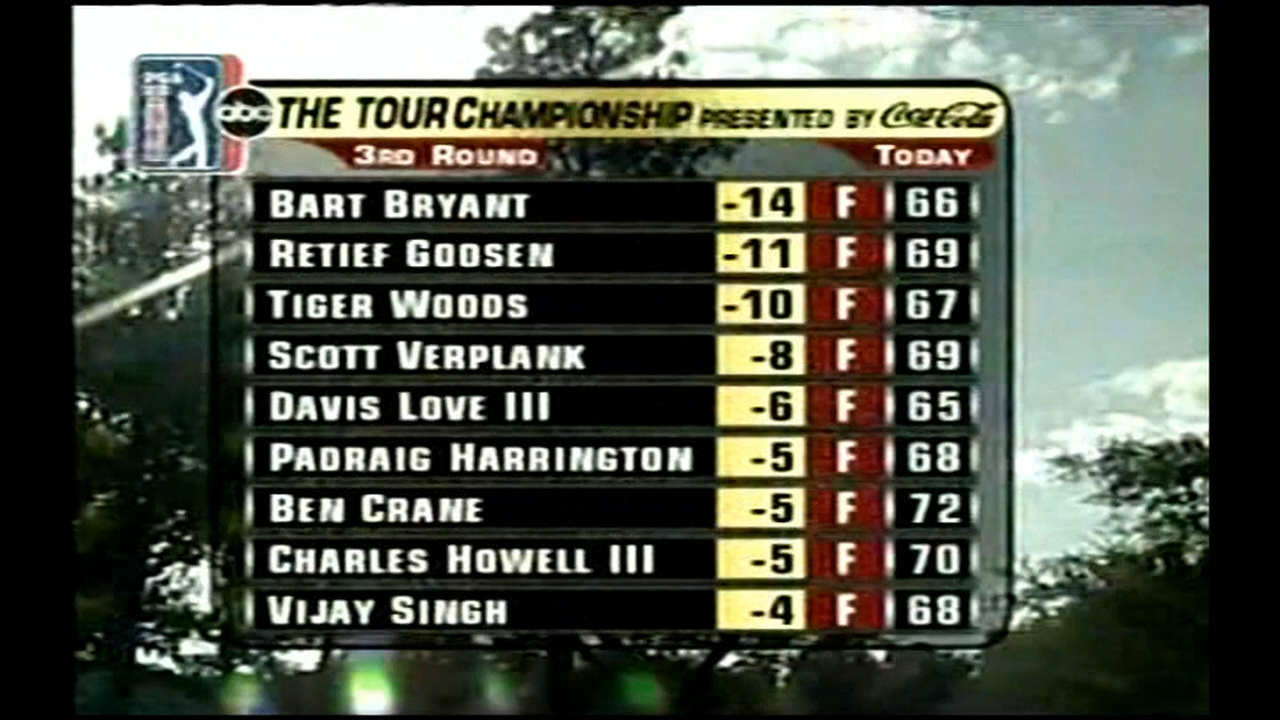 PGA
abc THE TOUR CHAMPIONSHIP PRESENTED BY Coca-Cola
3RD ROUND TODAY
BART BRYANT -14 F 66
RETIEF GOOSEN -11 F 69
TIGER WOODS -10 F 67
SCOTT VERPLANK -8 F 69
DAVIS LOVE III -6 F 65
PADRAIG HARRINGTON -5 F 68
BEN CRANE -5 F 72
CHARLES HOWELL III -5 F 70
VIJAY SINGH -4 F 68